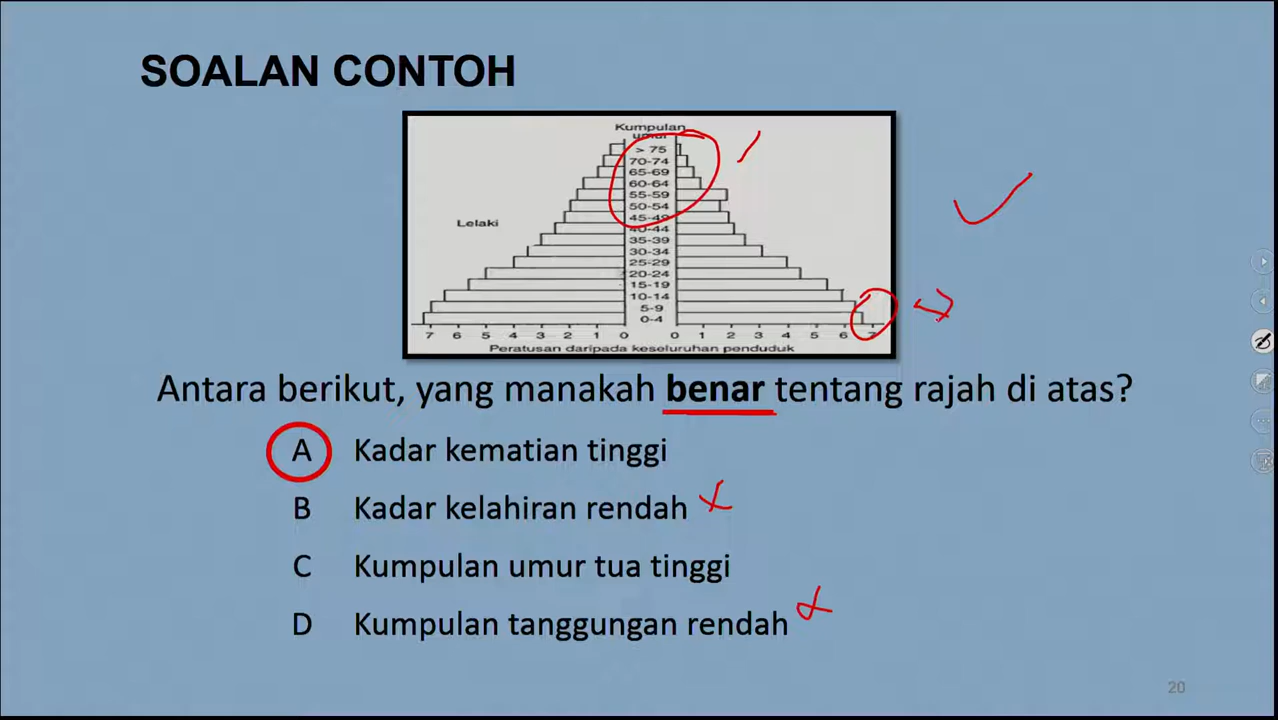 SOALAN CONTOH
Kumpulan
umur
> 75
70-74
65-69
60-64
55-59
50-54
45-49
Lelaki
40-44
35-39
30-34
25-29
20-24
15-19
10-14
5-9
0-4
7 6 5 4 3 2 1 0 0 1 2 3 4 5 6 7
Peratusan daripada keseluruhan penduduk
Antara berikut, yang manakah benar tentang rajah di atas?
A Kadar kematian tinggi
B Kadar kelahiran rendah
C Kumpulan umur tua tinggi
D Kumpulan tanggungan rendah
20